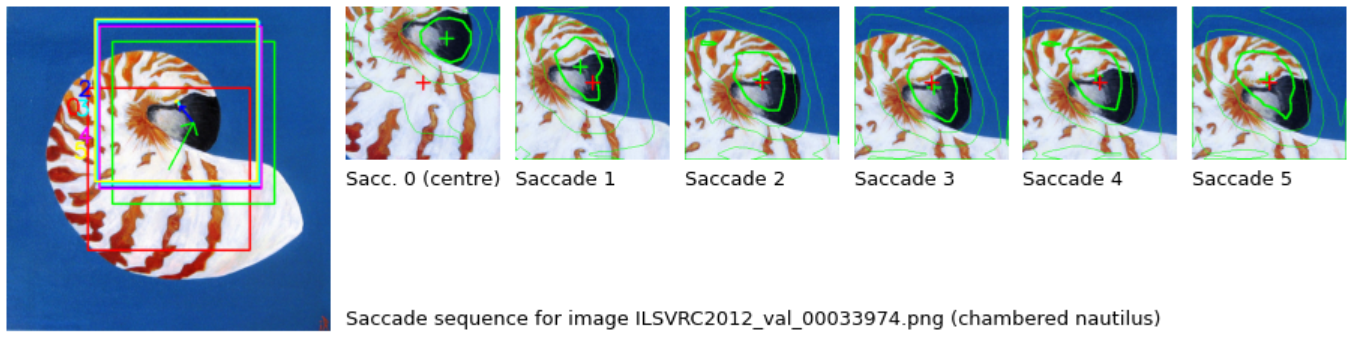 0
2
3
4
5
Sacc. 0 (centre)
Saccade 1
Saccade 2
Saccade 3
Saccade 4
Saccade 5
Saccade sequence for image ILSVRC2012_val_00033974.png (chambered nautilus)